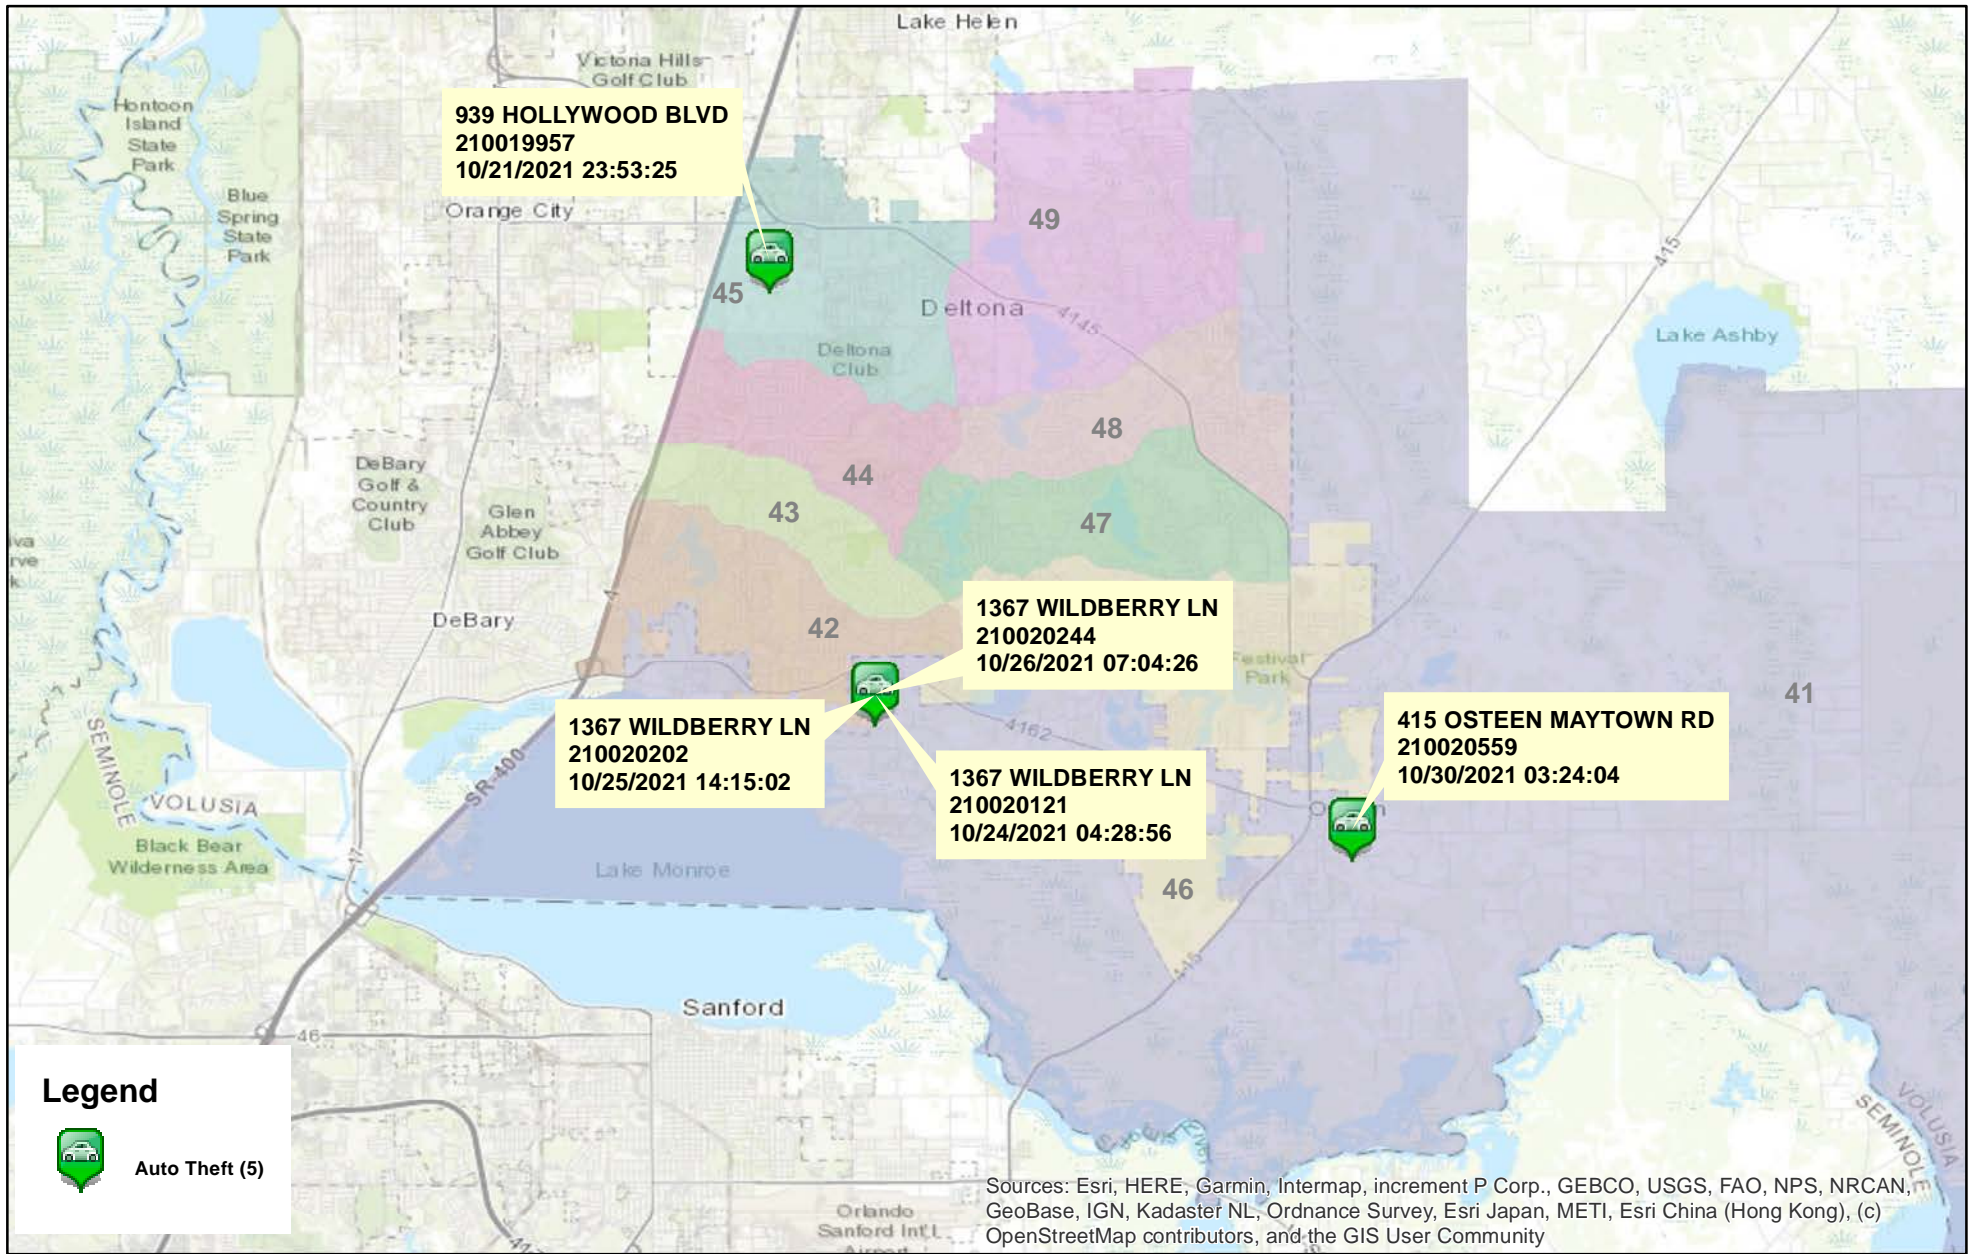 Lake Helen
Victoria Hills
Golf Club
Hontoon
Island
State
Park
939 HOLLYWOOD BLVD
210019957
10/21/2021 23:53:25
Blue
Spring
State
Park
Orange City
49
415
45
Deltona
4145
Lake Ashby
Deltona
Club
48
DeBary
Golf &
Country
Club
44
43
47
Glen
Abbey
Golf Club
4
DeBary
42
1367 WILDBERRY LN
210020244
10/26/2021 07:04:26
Festival
Park
41
1367 WILDBERRY LN
210020202
10/25/2021 14:15:02
4162
415 OSTEEN MAYTOWN RD
210020559
10/30/2021 03:24:04
1367 WILDBERRY LN
210020121
10/24/2021 04:28:56
SR-400
SEMINOLE
VOLUSIA
17
Black Bear
Wilderness Area
Lake Monroe
46
415
Sanford
46
Legend
Auto Theft (5)
VOLUSIA
SEMINOLE
Orlando
Sanford Int'l
Airport
417
Sources: Esri, HERE, Garmin, Intermap, increment P Corp., GEBCO, USGS, FAO, NPS, NRCAN,
GeoBase, IGN, Kadaster NL, Ordnance Survey, Esri Japan, METI, Esri China (Hong Kong), (c)
OpenStreetMap contributors, and the GIS User Community